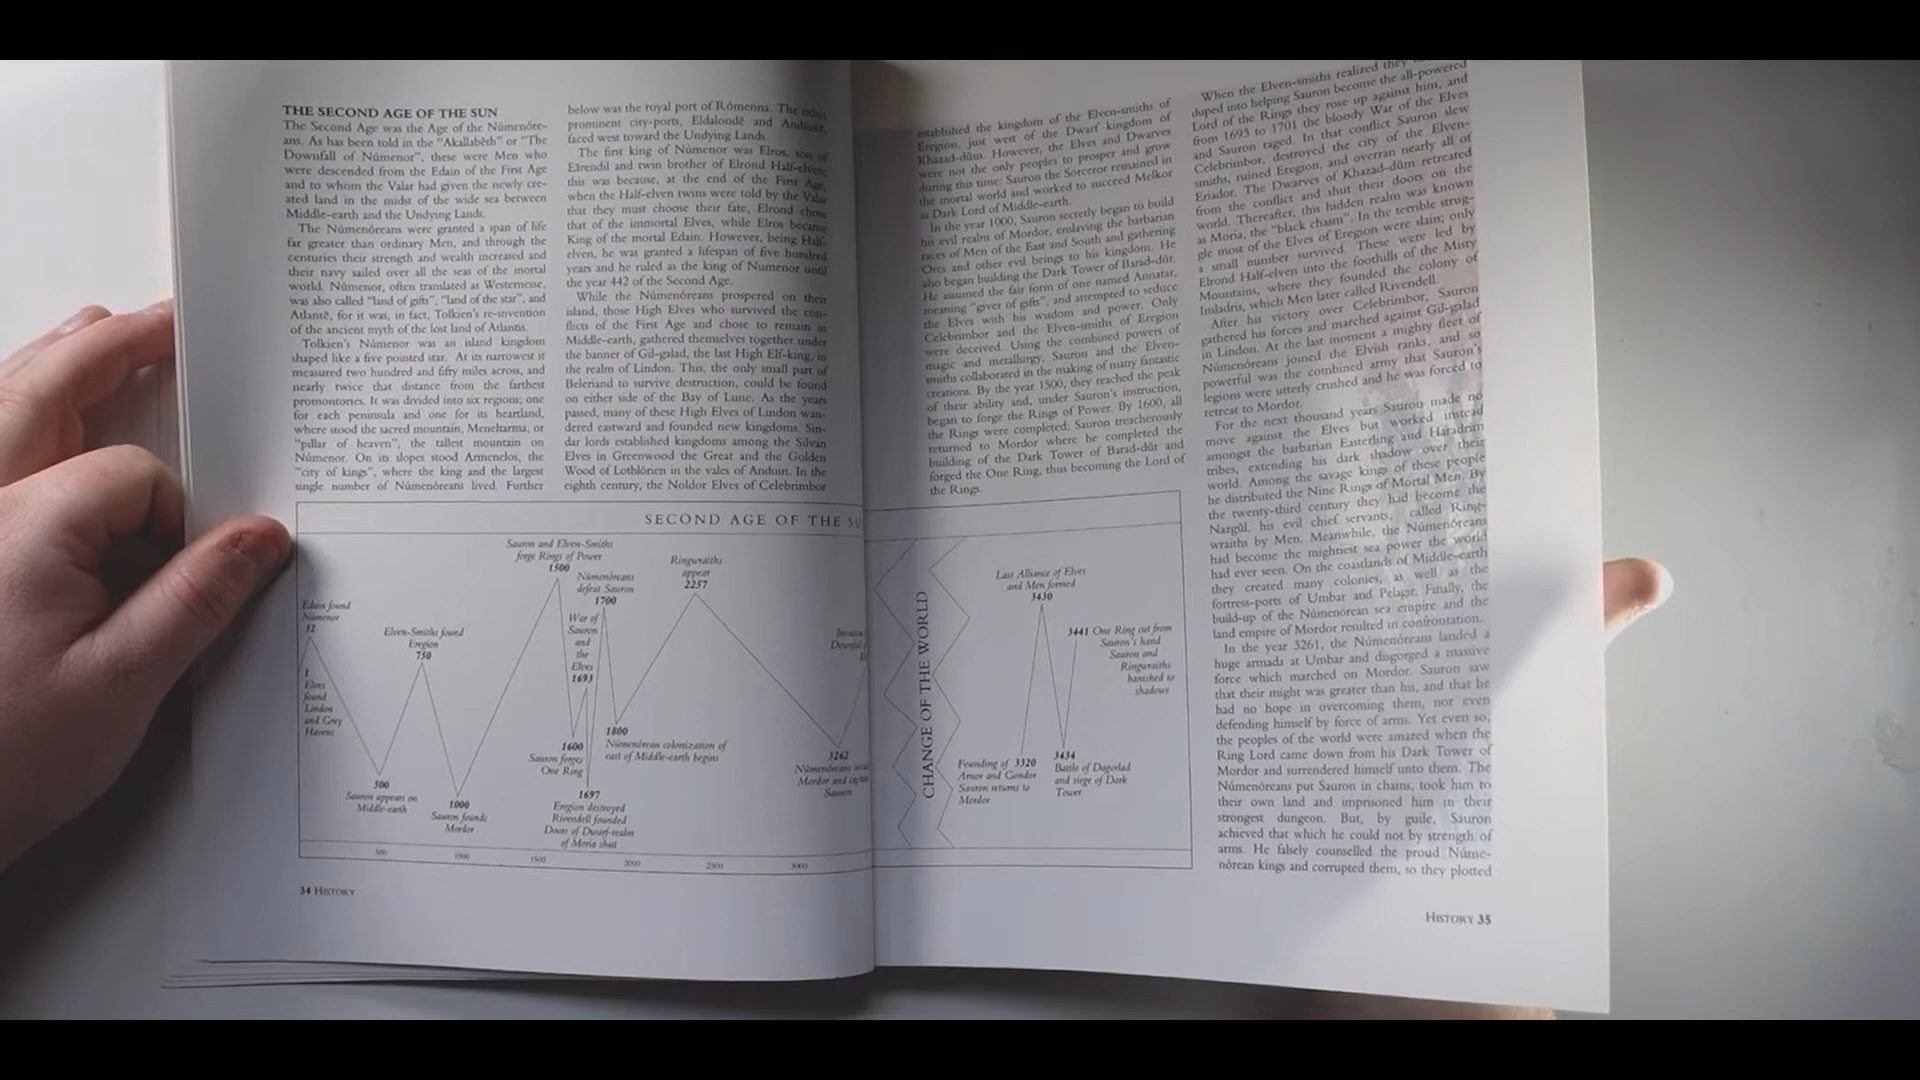 THE SECOND AGE OF THE SUN
The Second Age was the Age of the Númenóre-
ans. As has been told in the "Akallabêth" or "The
Downfall of Númenor", these were Men who
were descended from the Edain of the First Age
and to whom the Valar had given the newly cre-
ated land in the midst of the wide sea between
Middle-earth and the Undying Lands.
The Númenóreans were granted a span of life
far greater than ordinary Men, and through the
centuries their strength and wealth increased and
their navy sailed over all the seas of the mortal
world. Númenor, often translated as Westernesse,
was also called "land of gifts", "land of the star", and
Atlantë, for it was, in fact, Tolkien's re-invention
of the ancient myth of the lost land of Atlantis.
Tolkien's Númenor was an island kingdom
shaped like a five pointed star. At its narrowest it
measured two hundred and fifty miles across, and
nearly twice that distance from the farthest
promontories. It was divided into six regions; one
for each peninsula and one for its heartland,
where stood the sacred mountain, Meneltarma, or
"pillar of heaven", the tallest mountain on
Númenor. On its slopes stood Armenelos, the
"city of kings", where the king and the largest
single number of Númenóreans lived. Further
below was the royal port of Rómenna. The other
prominent city-ports, Eldalondë and Andúnië,
faced west toward the Undying Lands.
The first king of Númenor was Elros, son of
Eärendil and twin brother of Elrond Half-elven;
this was because, at the end of the First Age,
when the Half-elven twins were told by the Valar
that they must choose their fate, Elrond chose
that of the immortal Elves, while Elros became
King of the mortal Edain. However, being Half-
elven, he was granted a lifespan of five hundred
years and he ruled as the king of Numenor until
the year 442 of the Second Age.
While the Númenóreans prospered on their
island, those High Elves who survived the con-
flicts of the First Age and chose to remain in
Middle-earth, gathered themselves together under
the banner of Gil-galad, the last High Elf-king, in
the realm of Lindon. This, the only small part of
Beleriand to survive destruction, could be found
on either side of the Bay of Lune. As the years
passed, many of these High Elves of Lindon wan-
dered eastward and founded new kingdoms. Sin-
dar lords established kingdoms among the Silvan
Elves in Greenwood the Great and the Golden
Wood of Lothlórien in the vales of Anduin. In the
eighth century, the Noldor Elves of Celebrimbor
SECOND AGE OF THE SU
Edain found
Númenor
32
1
Elves
found
Lindon
and Grey
Havens
500
Sauron appears on
Middle-earth
Elven-Smiths found
Eregion
750
1000
Sauron founds
Mordor
Sauron and Elven-Smiths
forge Rings of Power
1500
Númenóreans
defeat Sauron
1700
War of
Sauron
and
the
Elves
1693
1600
Sauron forges
One Ring
1697
Eregion destroyed
Rivendell founded
Doors of Dwarf-realm
of Moria shut
1800
Númenórean colonization of
east of Middle-earth begins
Ringwraiths
appear
2257
3262
Númenóreans
Mordor and
Sauron
500 1000 1500 2000 2500 3000
34 HISTORY
established the kingdom of the Elven-smiths of
Eregion, just west of the Dwarf kingdom of
Khazad-dûm. However, the Elves and Dwarves
were not the only peoples to prosper and grow
during this time: Sauron the Sorceror remained in
the mortal world and worked to succeed Melkor
as Dark Lord of Middle-earth.
In the year 1000, Sauron secretly began to build
his evil realm of Mordor, enslaving the barbarian
races of Men of the East and South and gathering
Orcs and other evil beings to his kingdom. He
also began building the Dark Tower of Barad-dûr.
He assumed the fair form of one named Annatar,
meaning "giver of gifts", and attempted to seduce
the Elves with his wisdom and power. Only
Celebrimbor and the Elven-smiths of Eregion
were deceived. Using the combined powers of
magic and metallurgy, Sauron and the Elven-
smiths collaborated in the making of many fantastic
creations. By the year 1500, they reached the peak
of their ability and, under Sauron's instruction,
began to forge the Rings of Power. By 1600, all
the Rings were completed; Sauron treacherously
returned to Mordor where he completed the
building of the Dark Tower of Barad-dûr and
forged the One Ring, thus becoming the Lord of
the Rings.
CHANGE OF THE WORLD
Last Alliance of Elves
and Men formed
3430
3441 One Ring cut from
Sauron's hand
Sauron and
Ringwraiths
banished to
shadows
Founding of 3320
Arnor and Gondor
Sauron returns to
Mordor
3434
Battle of Dagorlad
and siege of Dark
Tower
When the Elven-smiths realized they
duped into helping Sauron become the all-powered
Lord of the Rings they rose up against him, and
from 1693 to 1701 the bloody War of the Elves
and Sauron raged. In that conflict Sauron slew
Celebrimbor, destroyed the city of the Elven-
smiths, ruined Eregion, and overran nearly all of
Eriador. The Dwarves of Khazad-dûm retreated
from the conflict and shut their doors on the
world. Thereafter, this hidden realm was known
as Moria, the "black chasm". In the terrible strug-
gle most of the Elves of Eregion were slain; only
a small number survived. These were led by
Elrond Half-elven into the foothills of the Misty
Mountains, where they founded the colony of
Imladris, which Men later called Rivendell.
After his victory over Celebrimbor, Sauron
gathered his forces and marched against Gil-galad
in Lindon. At the last moment a mighty fleet of
Númenóreans joined the Elvish ranks, and so
powerful was the combined army that Sauron's
legions were utterly crushed and he was forced to
retreat to Mordor.
For the next thousand years Sauron made no
move against the Elves but worked instead
amongst the barbarian Easterling and Haradrim
tribes, extending his dark shadow over their
world. Among the savage kings of these people
he distributed the Nine Rings of Mortal Men. By
the twenty-third century they had become the
Nazgûl, his evil chief servants, called Ring-
wraiths by Men. Meanwhile, the Númenóreans
had become the mightiest sea power the world
had ever seen. On the coastlands of Middle-earth
they created many colonies, as well as the
fortress-ports of Umbar and Pelargir. Finally, the
build-up of the Númenórean sea empire and the
land empire of Mordor resulted in confrontation.
In the year 3261, the Númenóreans landed a
huge armada at Umbar and disgorged a massive
force which marched on Mordor. Sauron saw
that their might was greater than his, and that he
had no hope in overcoming them, nor even
defending himself by force of arms. Yet even so,
the peoples of the world were amazed when the
Ring Lord came down from his Dark Tower of
Mordor and surrendered himself unto them. The
Númenóreans put Sauron in chains, took him to
their own land and imprisoned him in their
strongest dungeon. But, by guile, Sauron
achieved that which he could not by strength of
arms. He falsely counselled the proud Núme-
nórean kings and corrupted them, so they plotted
HISTORY 35